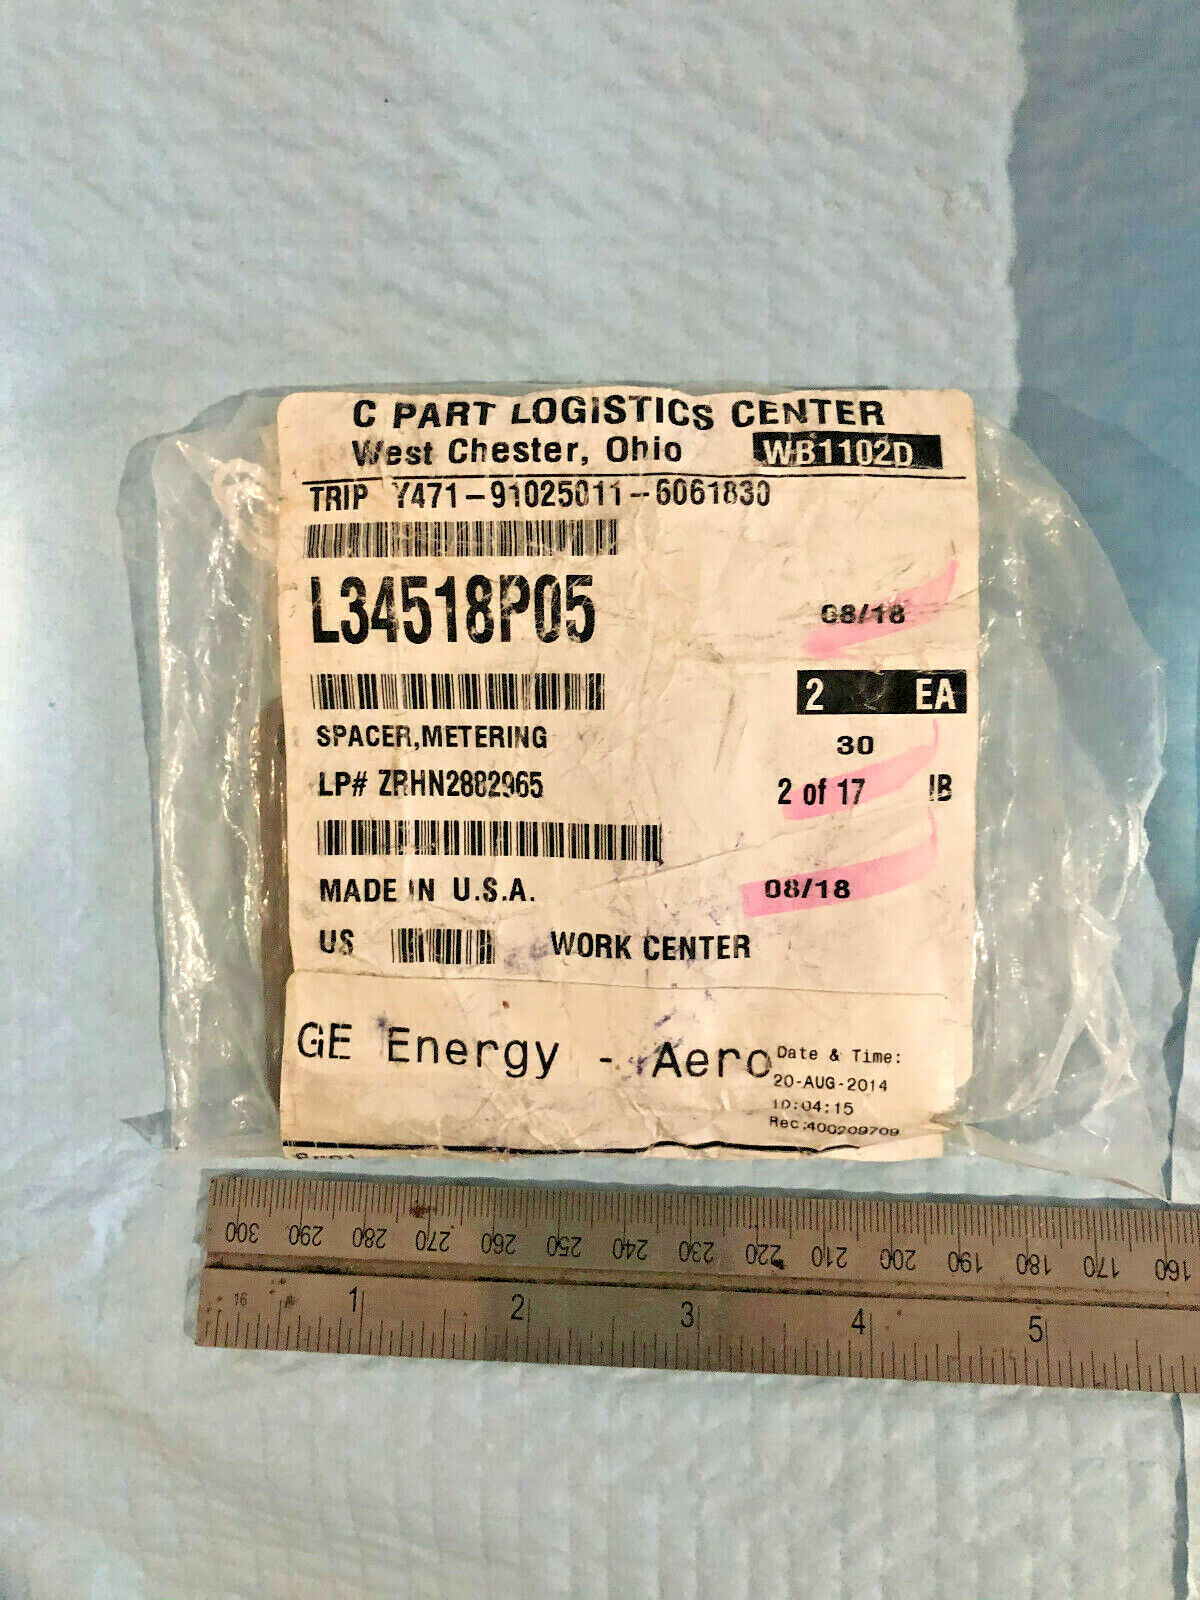 C PART LOGISTICS CENTER
West Chester, Ohio WB1102D
TRIP Y471-91025011-6061830
L34518P05 08/18
2 EA
SPACER,METERING 30
LP# ZRHN2882965 2 of 17 IB
MADE IN U.S.A. 08/18
US WORK CENTER
GE Energy - Aero
Date & Time:
20-AUG-2014
10:04:15
Rec:400209709
300 290 280 270 260 250 240 230 220 210 200 190 180 170 160
16 1 2 3 4 5